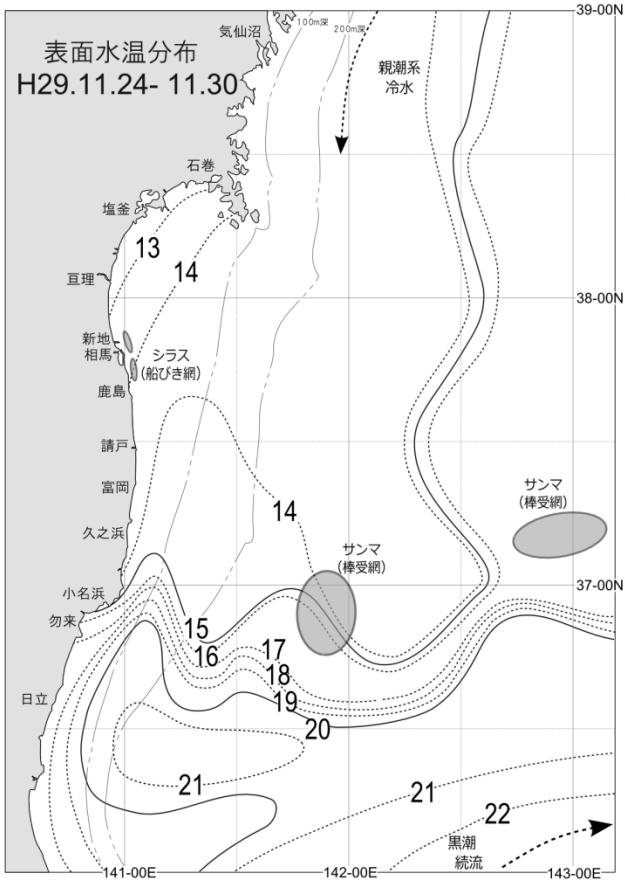 表面水温分布
H29.11.24- 11.30
気仙沼
100m深
200m深
39-00N
親潮系
冷水
石巻
塩釜
13
14
亘理
38-00N
新地
相馬
シラス
(船びき網)
鹿島
請戸
富岡
14
サンマ
(棒受網)
久之浜
サンマ
(棒受網)
小名浜
37-00N
勿来
15
16
17
18
19
20
日立
21
21
22
黒潮
続流
141-00E
142-00E
143-00E